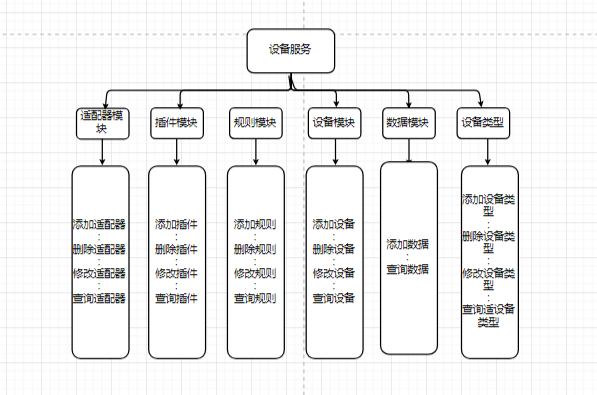 设备服务
适配器模
块
插件模块
规则模块
设备模块
数据模块
设备类型
添加适配器
:
删除适配器
:
修改适配器
:
查询适配器
添加插件
:
删除插件
:
修改插件
:
查询插件
添加规则
:
删除规则
:
修改规则
:
查询规则
添加设备
:
删除设备
:
修改设备
:
查询设备
添加数据
:
查询数据
添加设备类
型
:
删除设备类
型
:
修改设备类
型
:
查询适设备
类型